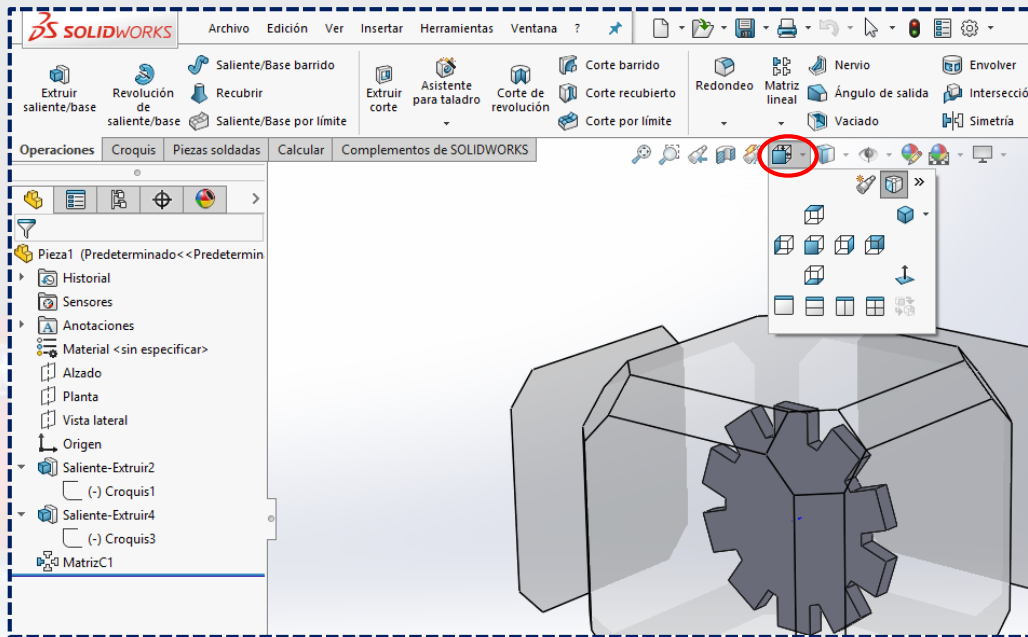 SOLIDWORKS Archivo Edición Ver Insertar Herramientas Ventana ?
Extruir saliente/base
Revolución de saliente/base
Saliente/Base barrido
Recubrir
Saliente/Base por límite
Extruir corte
Asistente para taladro
Corte de revolución
Corte barrido
Corte recubierto
Corte por límite
Redondeo
Matriz lineal
Nervio
Ángulo de salida
Vaciado
Envolver
Intersecció
Simetría
Operaciones Croquis Piezas soldadas Calcular Complementos de SOLIDWORKS
Pieza1 (Predeterminado<<Predetermin
Historial
Sensores
Anotaciones
Material <sin especificar>
Alzado
Planta
Vista lateral
Origen
Saliente-Extruir2
(-) Croquis1
Saliente-Extruir4
(-) Croquis3
MatrizC1